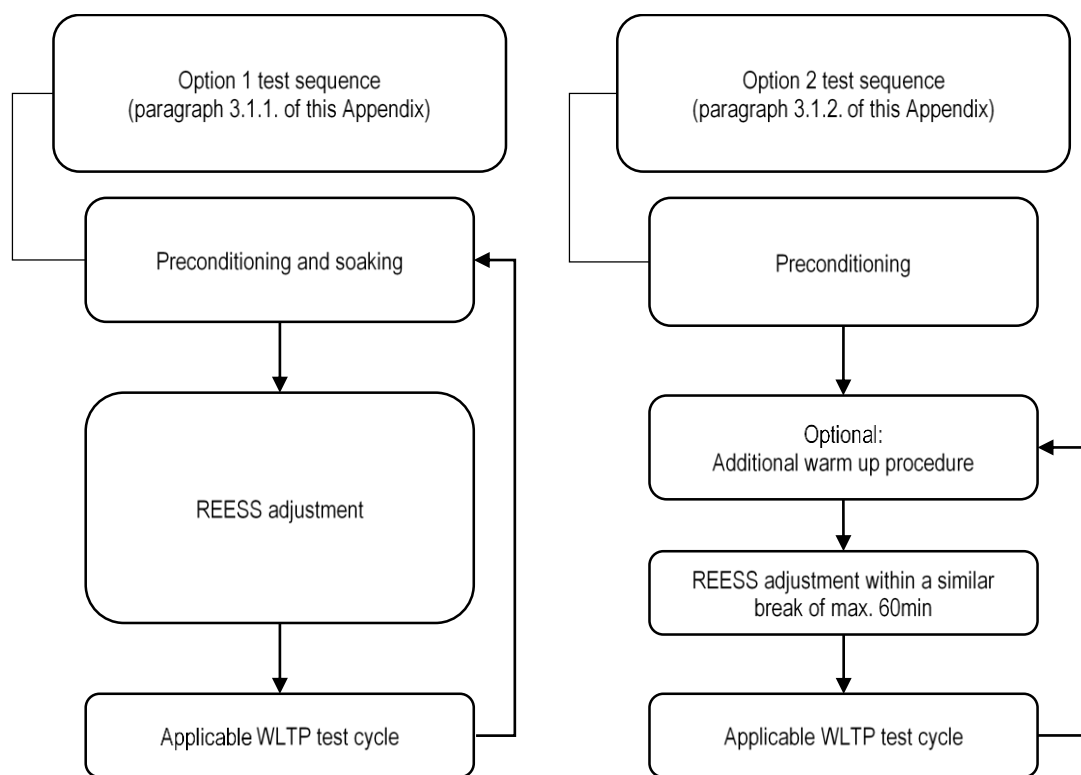 Option 1 test sequence
(paragraph 3.1.1. of this Appendix)
Preconditioning and soaking
REESS adjustment
Applicable WLTP test cycle
Option 2 test sequence
(paragraph 3.1.2. of this Appendix)
Preconditioning
Optional:
Additional warm up procedure
REESS adjustment within a similar
break of max. 60min
Applicable WLTP test cycle